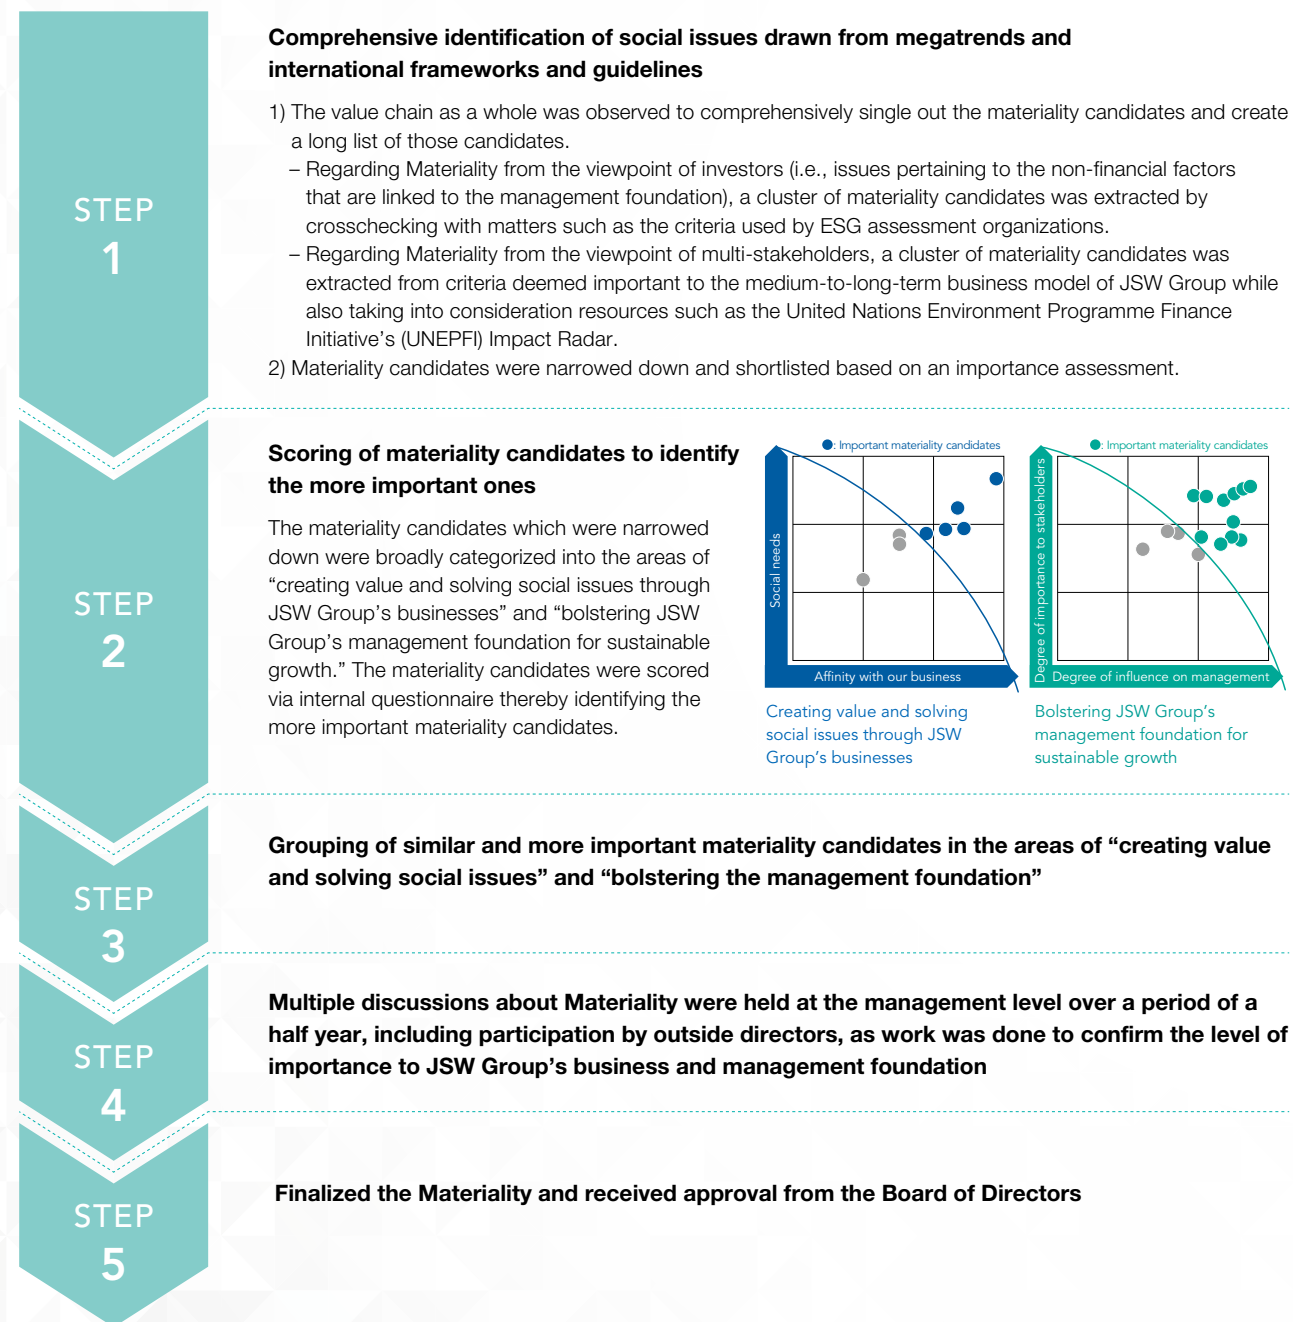 STEP
1
Comprehensive identification of social issues drawn from megatrends and
international frameworks and guidelines
1) The value chain as a whole was observed to comprehensively single out the materiality candidates and create
a long list of those candidates.
– Regarding Materiality from the viewpoint of investors (i.e., issues pertaining to the non-financial factors
that are linked to the management foundation), a cluster of materiality candidates was extracted by
crosschecking with matters such as the criteria used by ESG assessment organizations.
– Regarding Materiality from the viewpoint of multi-stakeholders, a cluster of materiality candidates was
extracted from criteria deemed important to the medium-to-long-term business model of JSW Group while
also taking into consideration resources such as the United Nations Environment Programme Finance
Initiative’s (UNEPFI) Impact Radar.
2) Materiality candidates were narrowed down and shortlisted based on an importance assessment.
STEP
2
Scoring of materiality candidates to identify
the more important ones
The materiality candidates which were narrowed
down were broadly categorized into the areas of
“creating value and solving social issues through
JSW Group’s businesses” and “bolstering JSW
Group’s management foundation for sustainable
growth.” The materiality candidates were scored
via internal questionnaire thereby identifying the
more important materiality candidates.
: Important materiality candidates
Social needs
Affinity with our business
Creating value and solving
social issues through JSW
Group’s businesses
: Important materiality candidates
Degree of importance to stakeholders
Degree of influence on management
Bolstering JSW Group’s
management foundation for
sustainable growth
STEP
3
Grouping of similar and more important materiality candidates in the areas of “creating value
and solving social issues” and “bolstering the management foundation”
STEP
4
Multiple discussions about Materiality were held at the management level over a period of a
half year, including participation by outside directors, as work was done to confirm the level of
importance to JSW Group’s business and management foundation
STEP
5
Finalized the Materiality and received approval from the Board of Directors